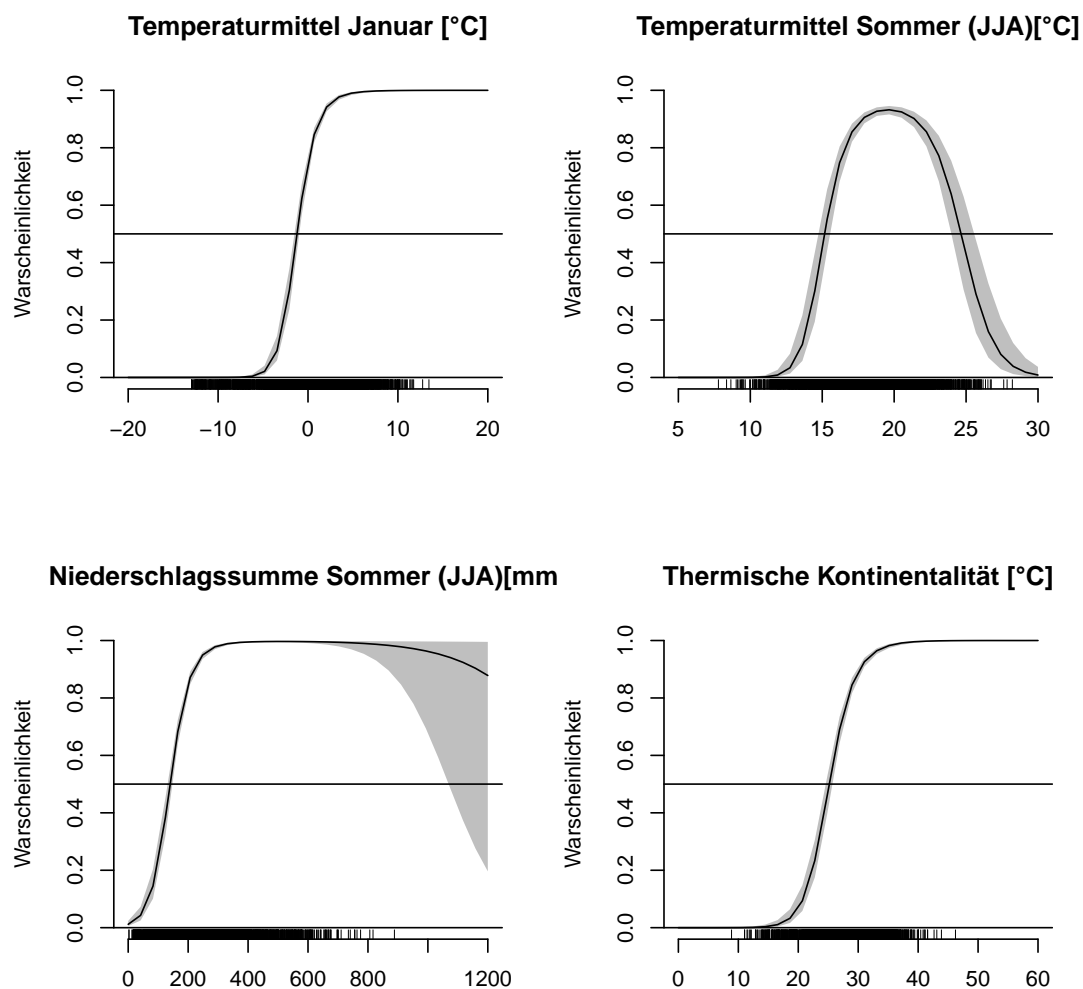 Temperaturmittel Januar [°C]
Warscheinlichkeit
1.0
0.8
0.6
0.4
0.2
0.0
−20 −10 0 10 20
Temperaturmittel Sommer (JJA)[°C]
Warscheinlichkeit
1.0
0.8
0.6
0.4
0.2
0.0
5 10 15 20 25 30
Niederschlagssumme Sommer (JJA)[mm
Warscheinlichkeit
1.0
0.8
0.6
0.4
0.2
0.0
0 200 400 600 800 1200
Thermische Kontinentalität [°C]
Warscheinlichkeit
1.0
0.8
0.6
0.4
0.2
0.0
0 10 20 30 40 50 60